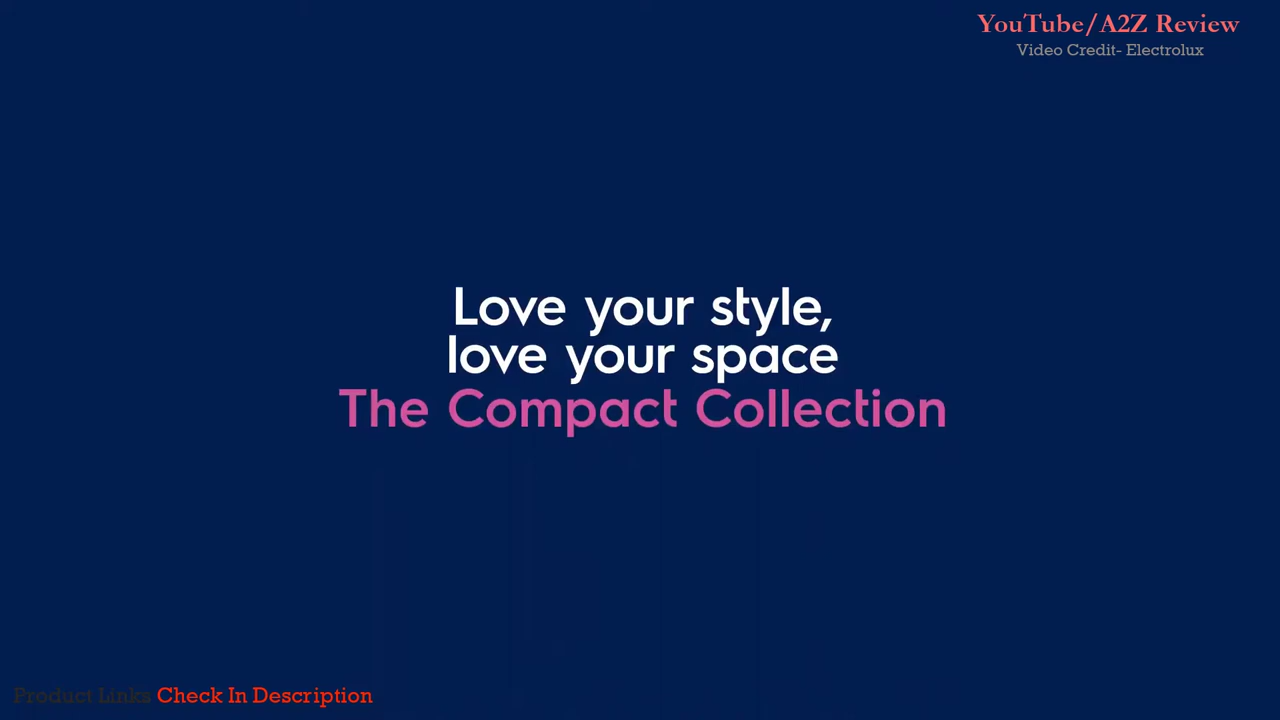 YouTube/A2Z Review
Video Credit- Electrolux
Love your style,
love your space
The Compact Collection
Product Links Check In Description